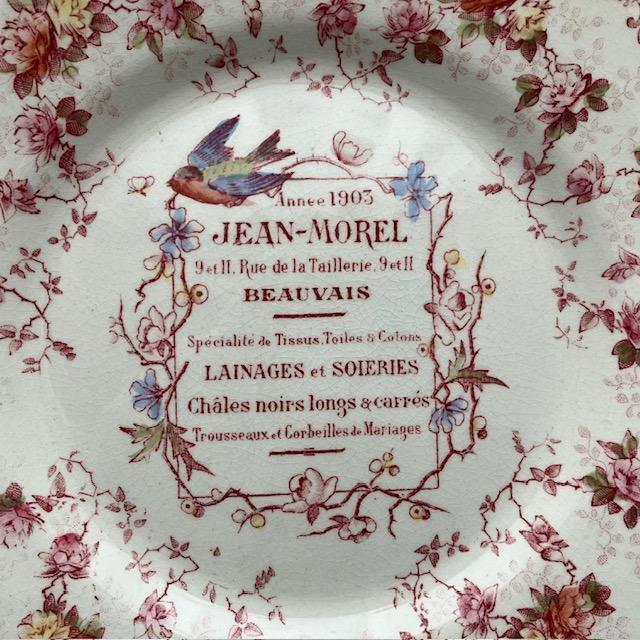 Année 1903
JEAN-MOREL
9 et 11. Rue de la Taillerie. 9 et 11
BEAUVAIS
Spécialité de Tissus, Toiles & Cotons
LAINAGES et SOIERIES
Châles noirs longs & carrés
Trousseaux et Corbeilles de Mariages